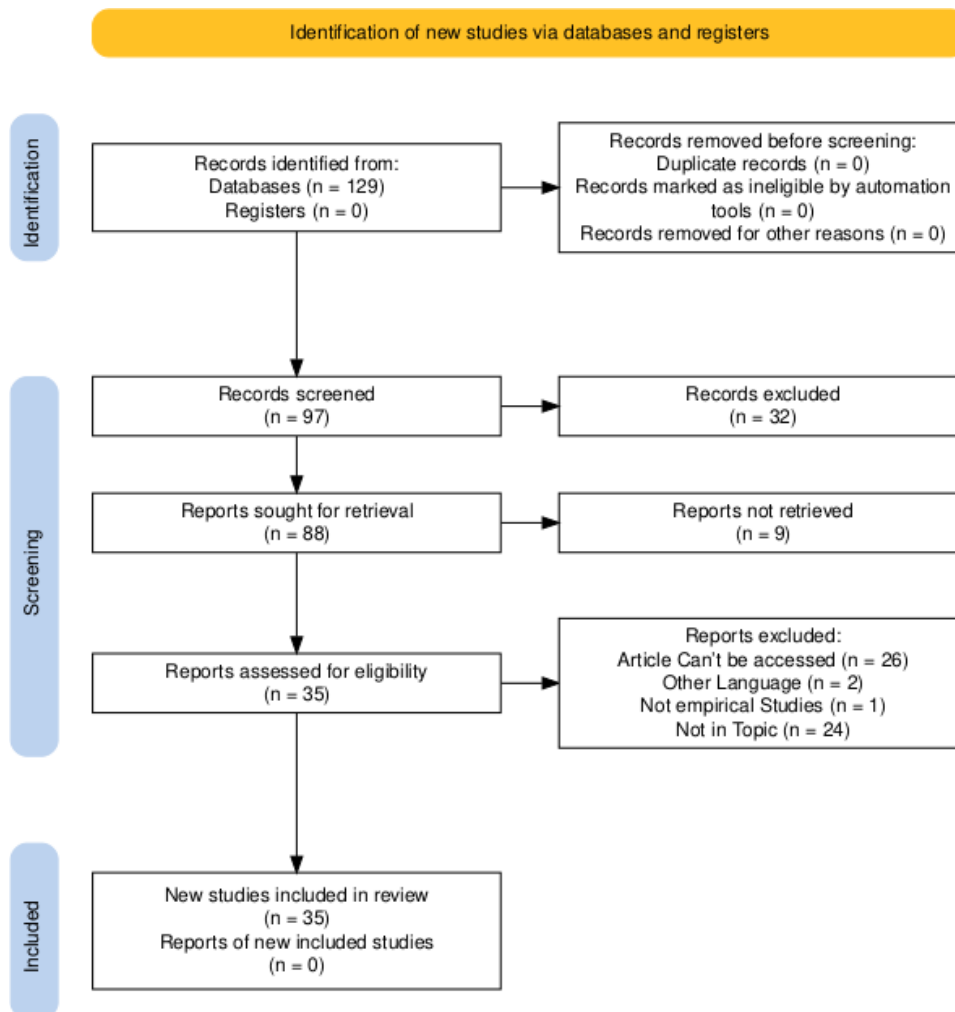 Identification of new studies via databases and registers
Identification
Records identified from:
Databases (n = 129)
Registers (n = 0)
Records removed before screening:
Duplicate records (n = 0)
Records marked as ineligible by automation
tools (n = 0)
Records removed for other reasons (n = 0)
Screening
Records screened
(n = 97)
Records excluded
(n = 32)
Reports sought for retrieval
(n = 88)
Reports not retrieved
(n = 9)
Reports assessed for eligibility
(n = 35)
Reports excluded:
Article Can't be accessed (n = 26)
Other Language (n = 2)
Not empirical Studies (n = 1)
Not in Topic (n = 24)
Included
New studies included in review
(n = 35)
Reports of new included studies
(n = 0)